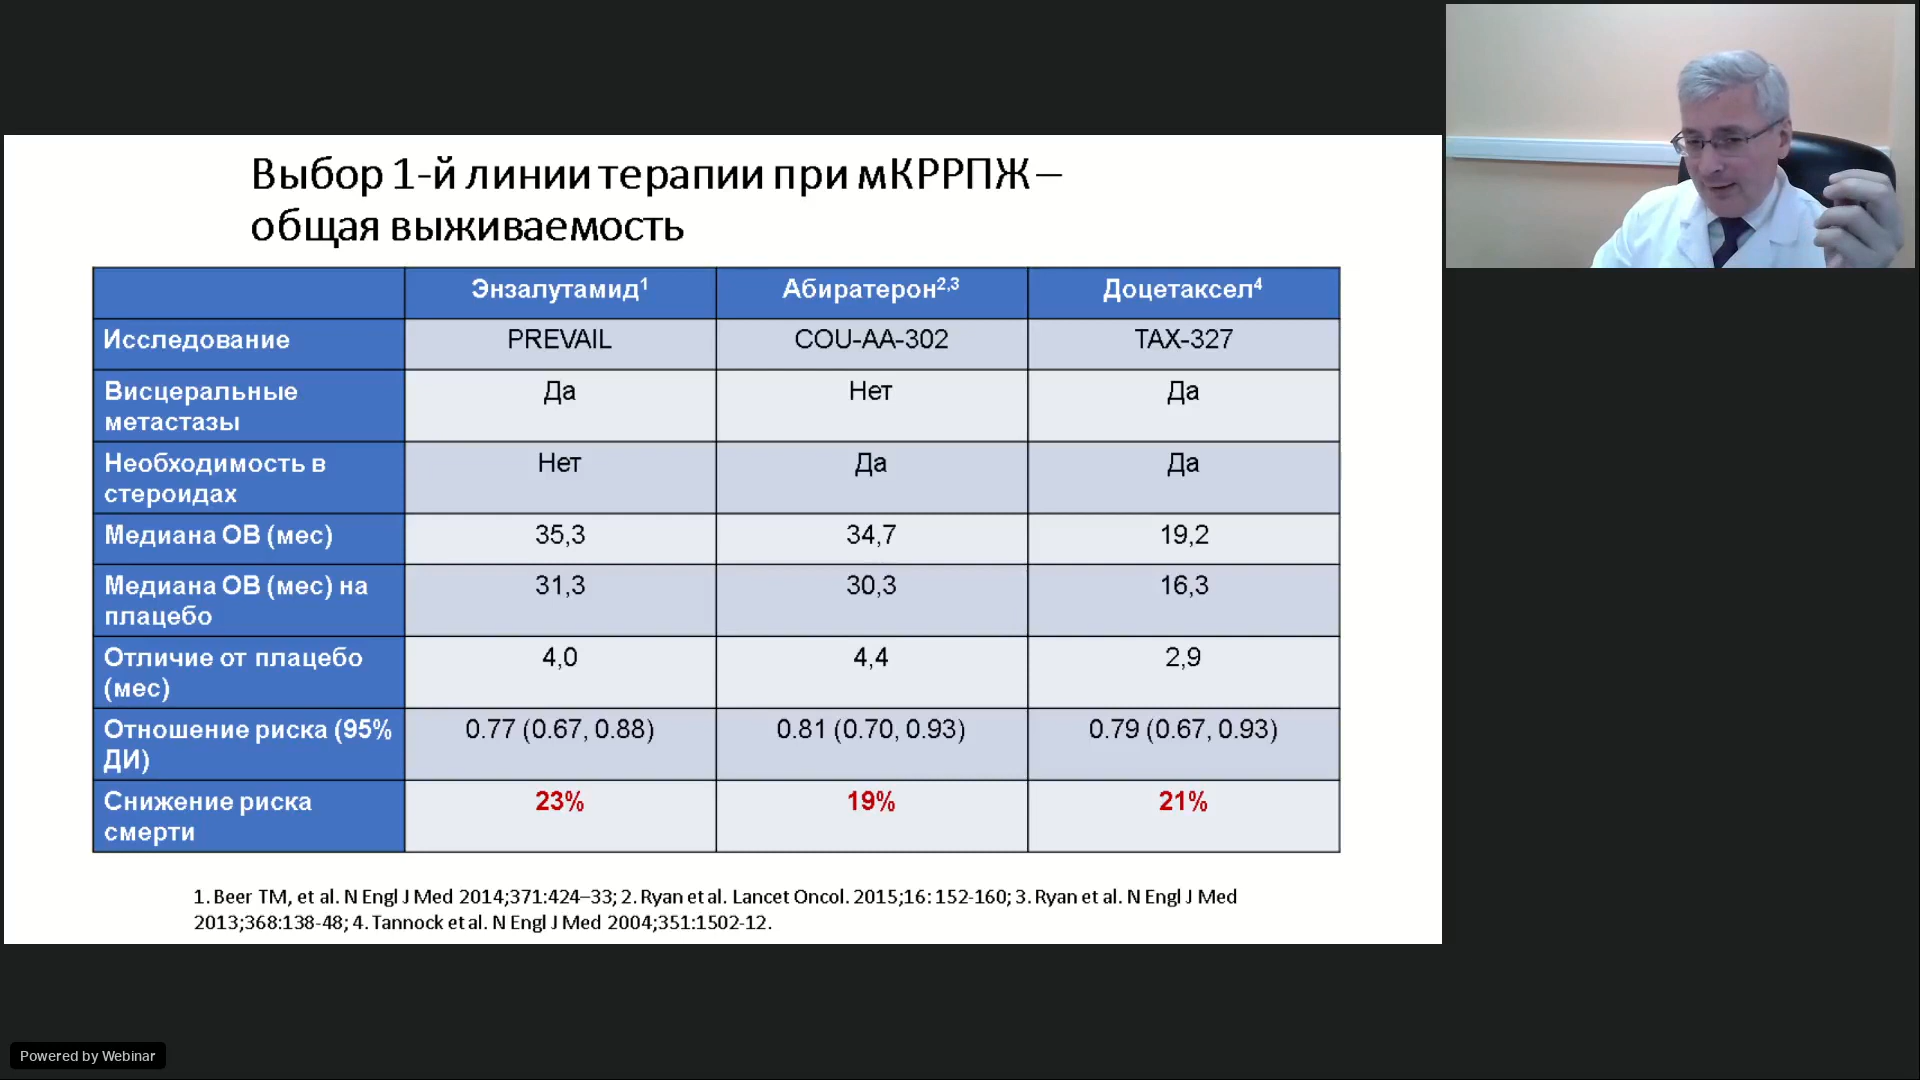 Выбор 1-й линии терапии при мКРРПЖ –
общая выживаемость
Энзалутамид1 Абиратерон2,3 Доцетаксел4
Исследование PREVAIL COU-AA-302 TAX-327
Висцеральные
метастазы
Да Нет Да
Необходимость в
стероидах
Нет Да Да
Медиана ОВ (мес) 35,3 34,7 19,2
Медиана ОВ (мес) на
плацебо
31,3 30,3 16,3
Отличие от плацебо
(мес)
4,0 4,4 2,9
Отношение риска (95%
ДИ)
0.77 (0.67, 0.88) 0.81 (0.70, 0.93) 0.79 (0.67, 0.93)
Снижение риска
смерти
23% 19% 21%
1. Beer TM, et al. N Engl J Med 2014;371:424–33; 2. Ryan et al. Lancet Oncol. 2015;16: 152-160; 3. Ryan et al. N Engl J Med
2013;368:138-48; 4. Tannock et al. N Engl J Med 2004;351:1502-12.
Powered by Webinar